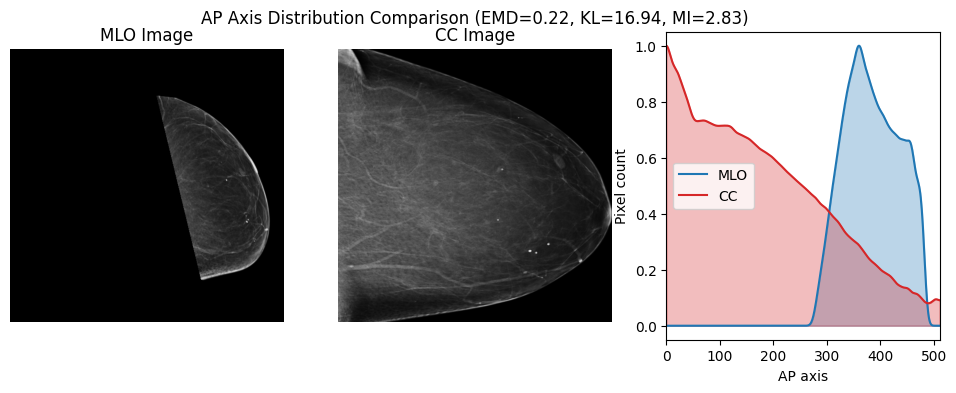 AP Axis Distribution Comparison (EMD=0.22, KL=16.94, MI=2.83)
MLO Image
CC Image
1.0
0.8
0.6
0.4
0.2
0.0
Pixel count
MLO
CC
0 100 200 300 400 500
AP axis